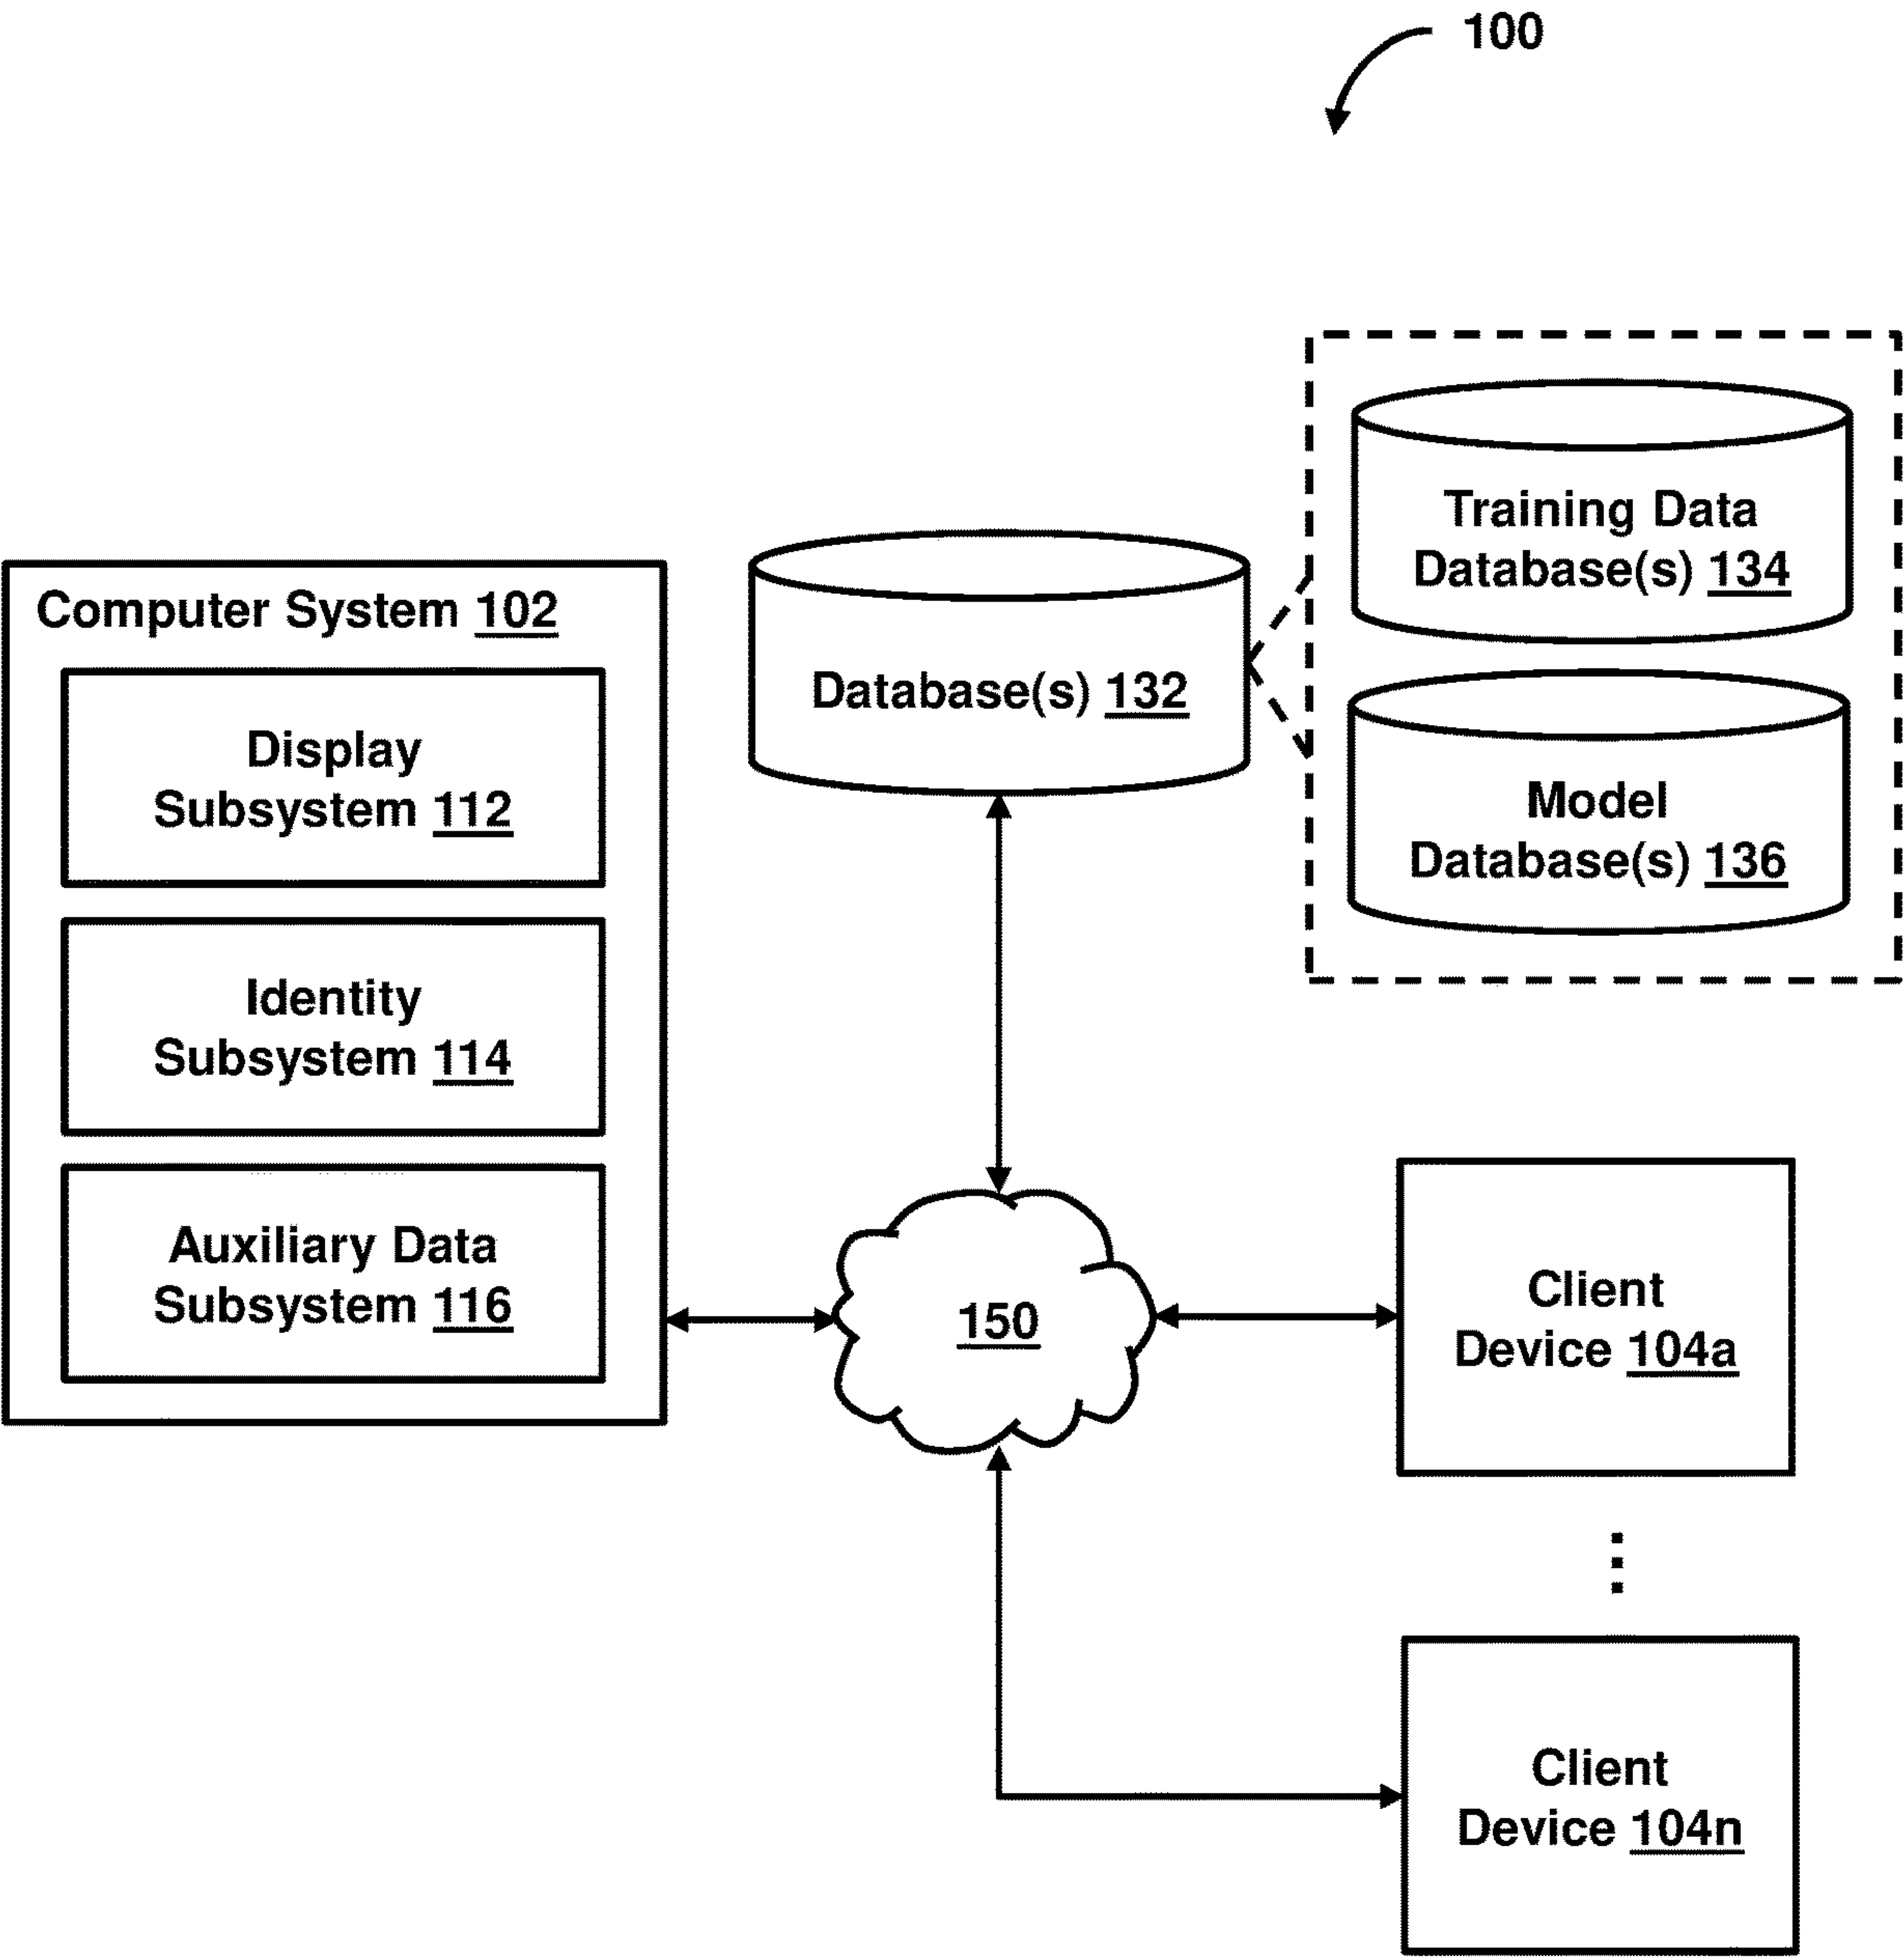 100
Training Data
Database(s) 134
Model
Database(s) 136
Database(s) 132
Computer System 102
Display
Subsystem 112
Identity
Subsystem 114
Auxiliary Data
Subsystem 116
150
Client
Device 104a
Client
Device 104n